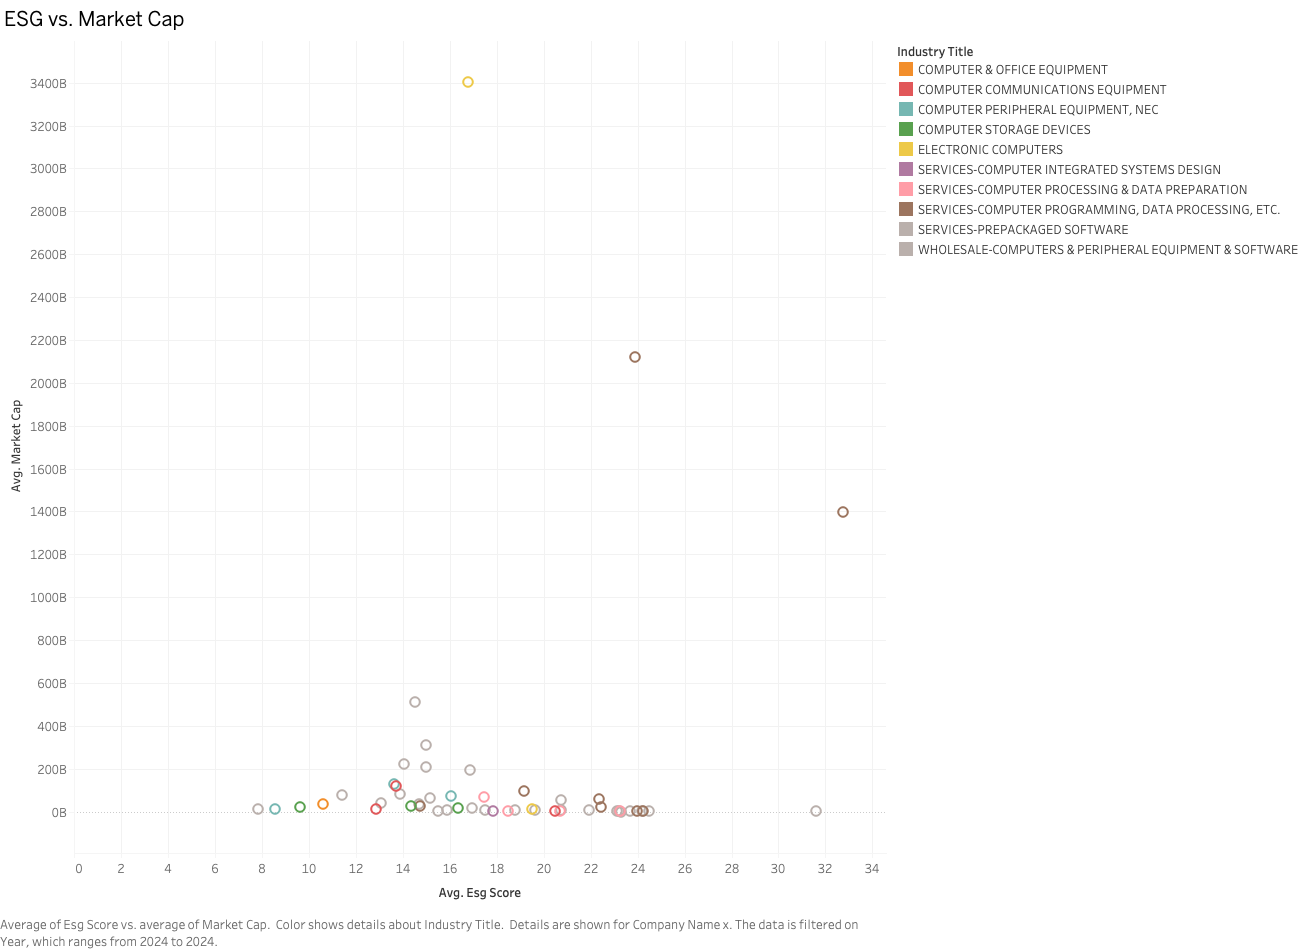 ESG vs. Market Cap
Industry Title
COMPUTER & OFFICE EQUIPMENT
COMPUTER COMMUNICATIONS EQUIPMENT
COMPUTER PERIPHERAL EQUIPMENT, NEC
COMPUTER STORAGE DEVICES
ELECTRONIC COMPUTERS
SERVICES-COMPUTER INTEGRATED SYSTEMS DESIGN
SERVICES-COMPUTER PROCESSING & DATA PREPARATION
SERVICES-COMPUTER PROGRAMMING, DATA PROCESSING, ETC.
SERVICES-PREPACKAGED SOFTWARE
WHOLESALE-COMPUTERS & PERIPHERAL EQUIPMENT & SOFTWARE
Avg. Market Cap
3400B
3200B
3000B
2800B
2600B
2400B
2200B
2000B
1800B
1600B
1400B
1200B
1000B
800B
600B
400B
200B
0B
0 2 4 6 8 10 12 14 16 18 20 22 24 26 28 30 32 34
Avg. Esg Score
Average of Esg Score vs. average of Market Cap. Color shows details about Industry Title. Details are shown for Company Name x. The data is filtered on
Year, which ranges from 2024 to 2024.